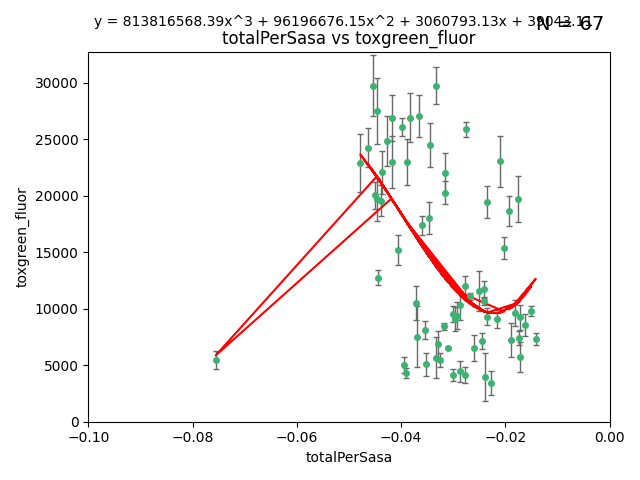 y = 813816568.39x^3 + 96196676.15x^2 + 3060793.13x + 39043.11
N = 67
totalPerSasa vs toxgreen_fluor
30000
25000
20000
15000
10000
5000
0
toxgreen_fluor
−0.10
−0.08
−0.06
−0.04
−0.02
0.00
totalPerSasa